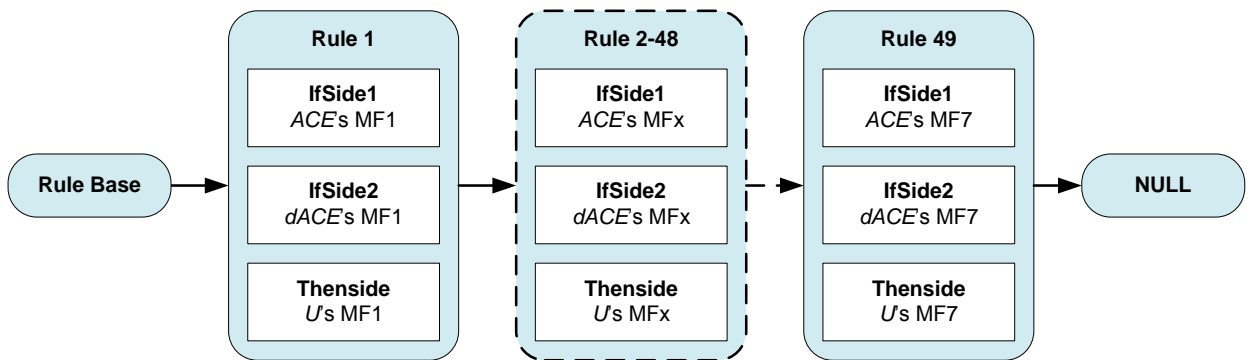 Rule Base
Rule 1
IfSide1
ACE's MF1
IfSide2
dACE's MF1
Thenside
U's MF1
Rule 2-48
IfSide1
ACE's MFx
IfSide2
dACE's MFx
Thenside
U's MFx
Rule 49
IfSide1
ACE's MF7
IfSide2
dACE's MF7
Thenside
U's MF7
NULL